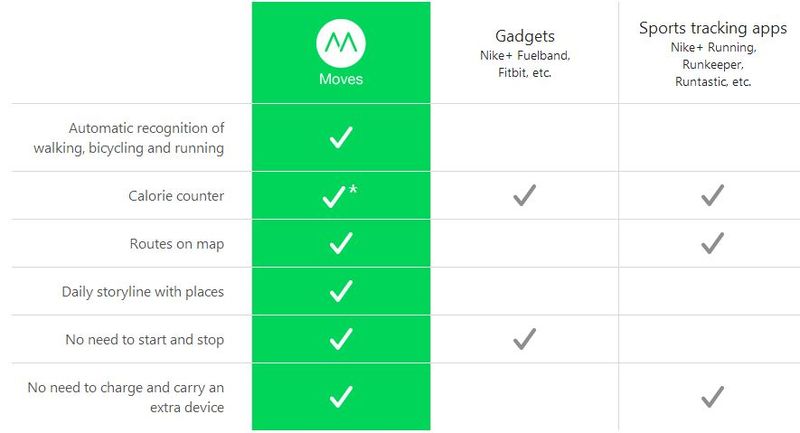 Moves
Gadgets
Nike+ Fuelband,
Fitbit, etc.
Sports tracking apps
Nike+ Running,
Runkeeper,
Runtastic, etc.
Automatic recognition of
walking, bicycling and running
Calorie counter
*
Routes on map
Daily storyline with places
No need to start and stop
No need to charge and carry an
extra device